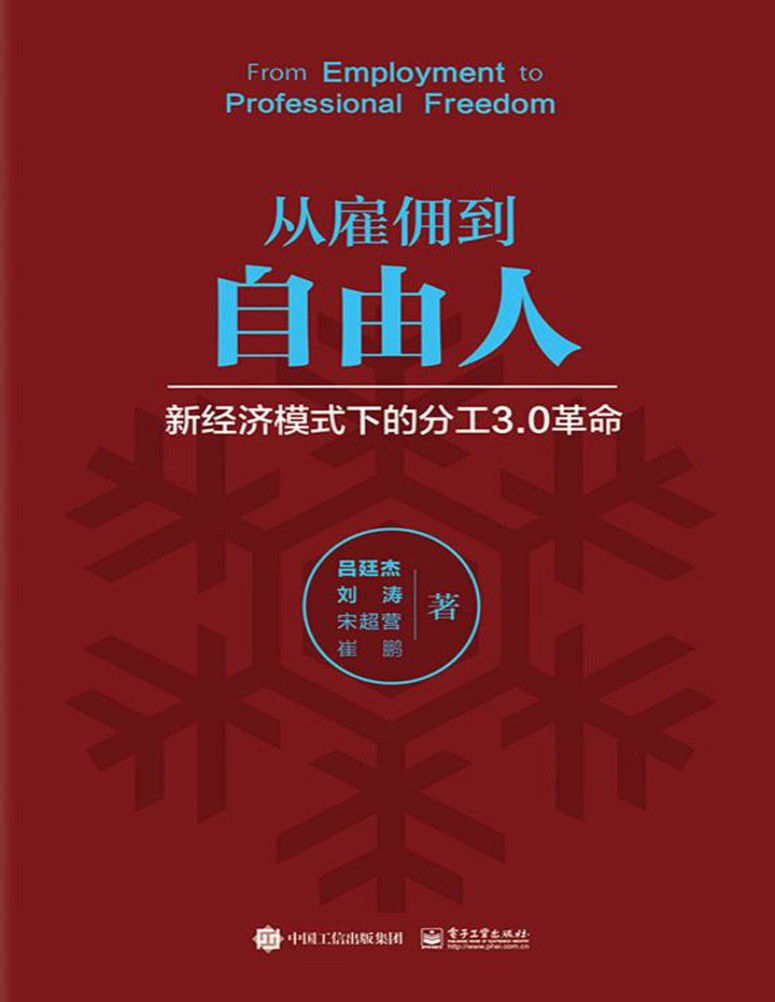 From Employment to
Professional Freedom
从雇佣到
自由人
新经济模式下的分工3.0革命
吕廷杰
刘 涛
宋超营
崔 鹏
著
中国工信出版集团
电子工业出版社
PUBLISHING HOUSE OF ELECTRONICS INDUSTRY
http://www.phei.com.cn